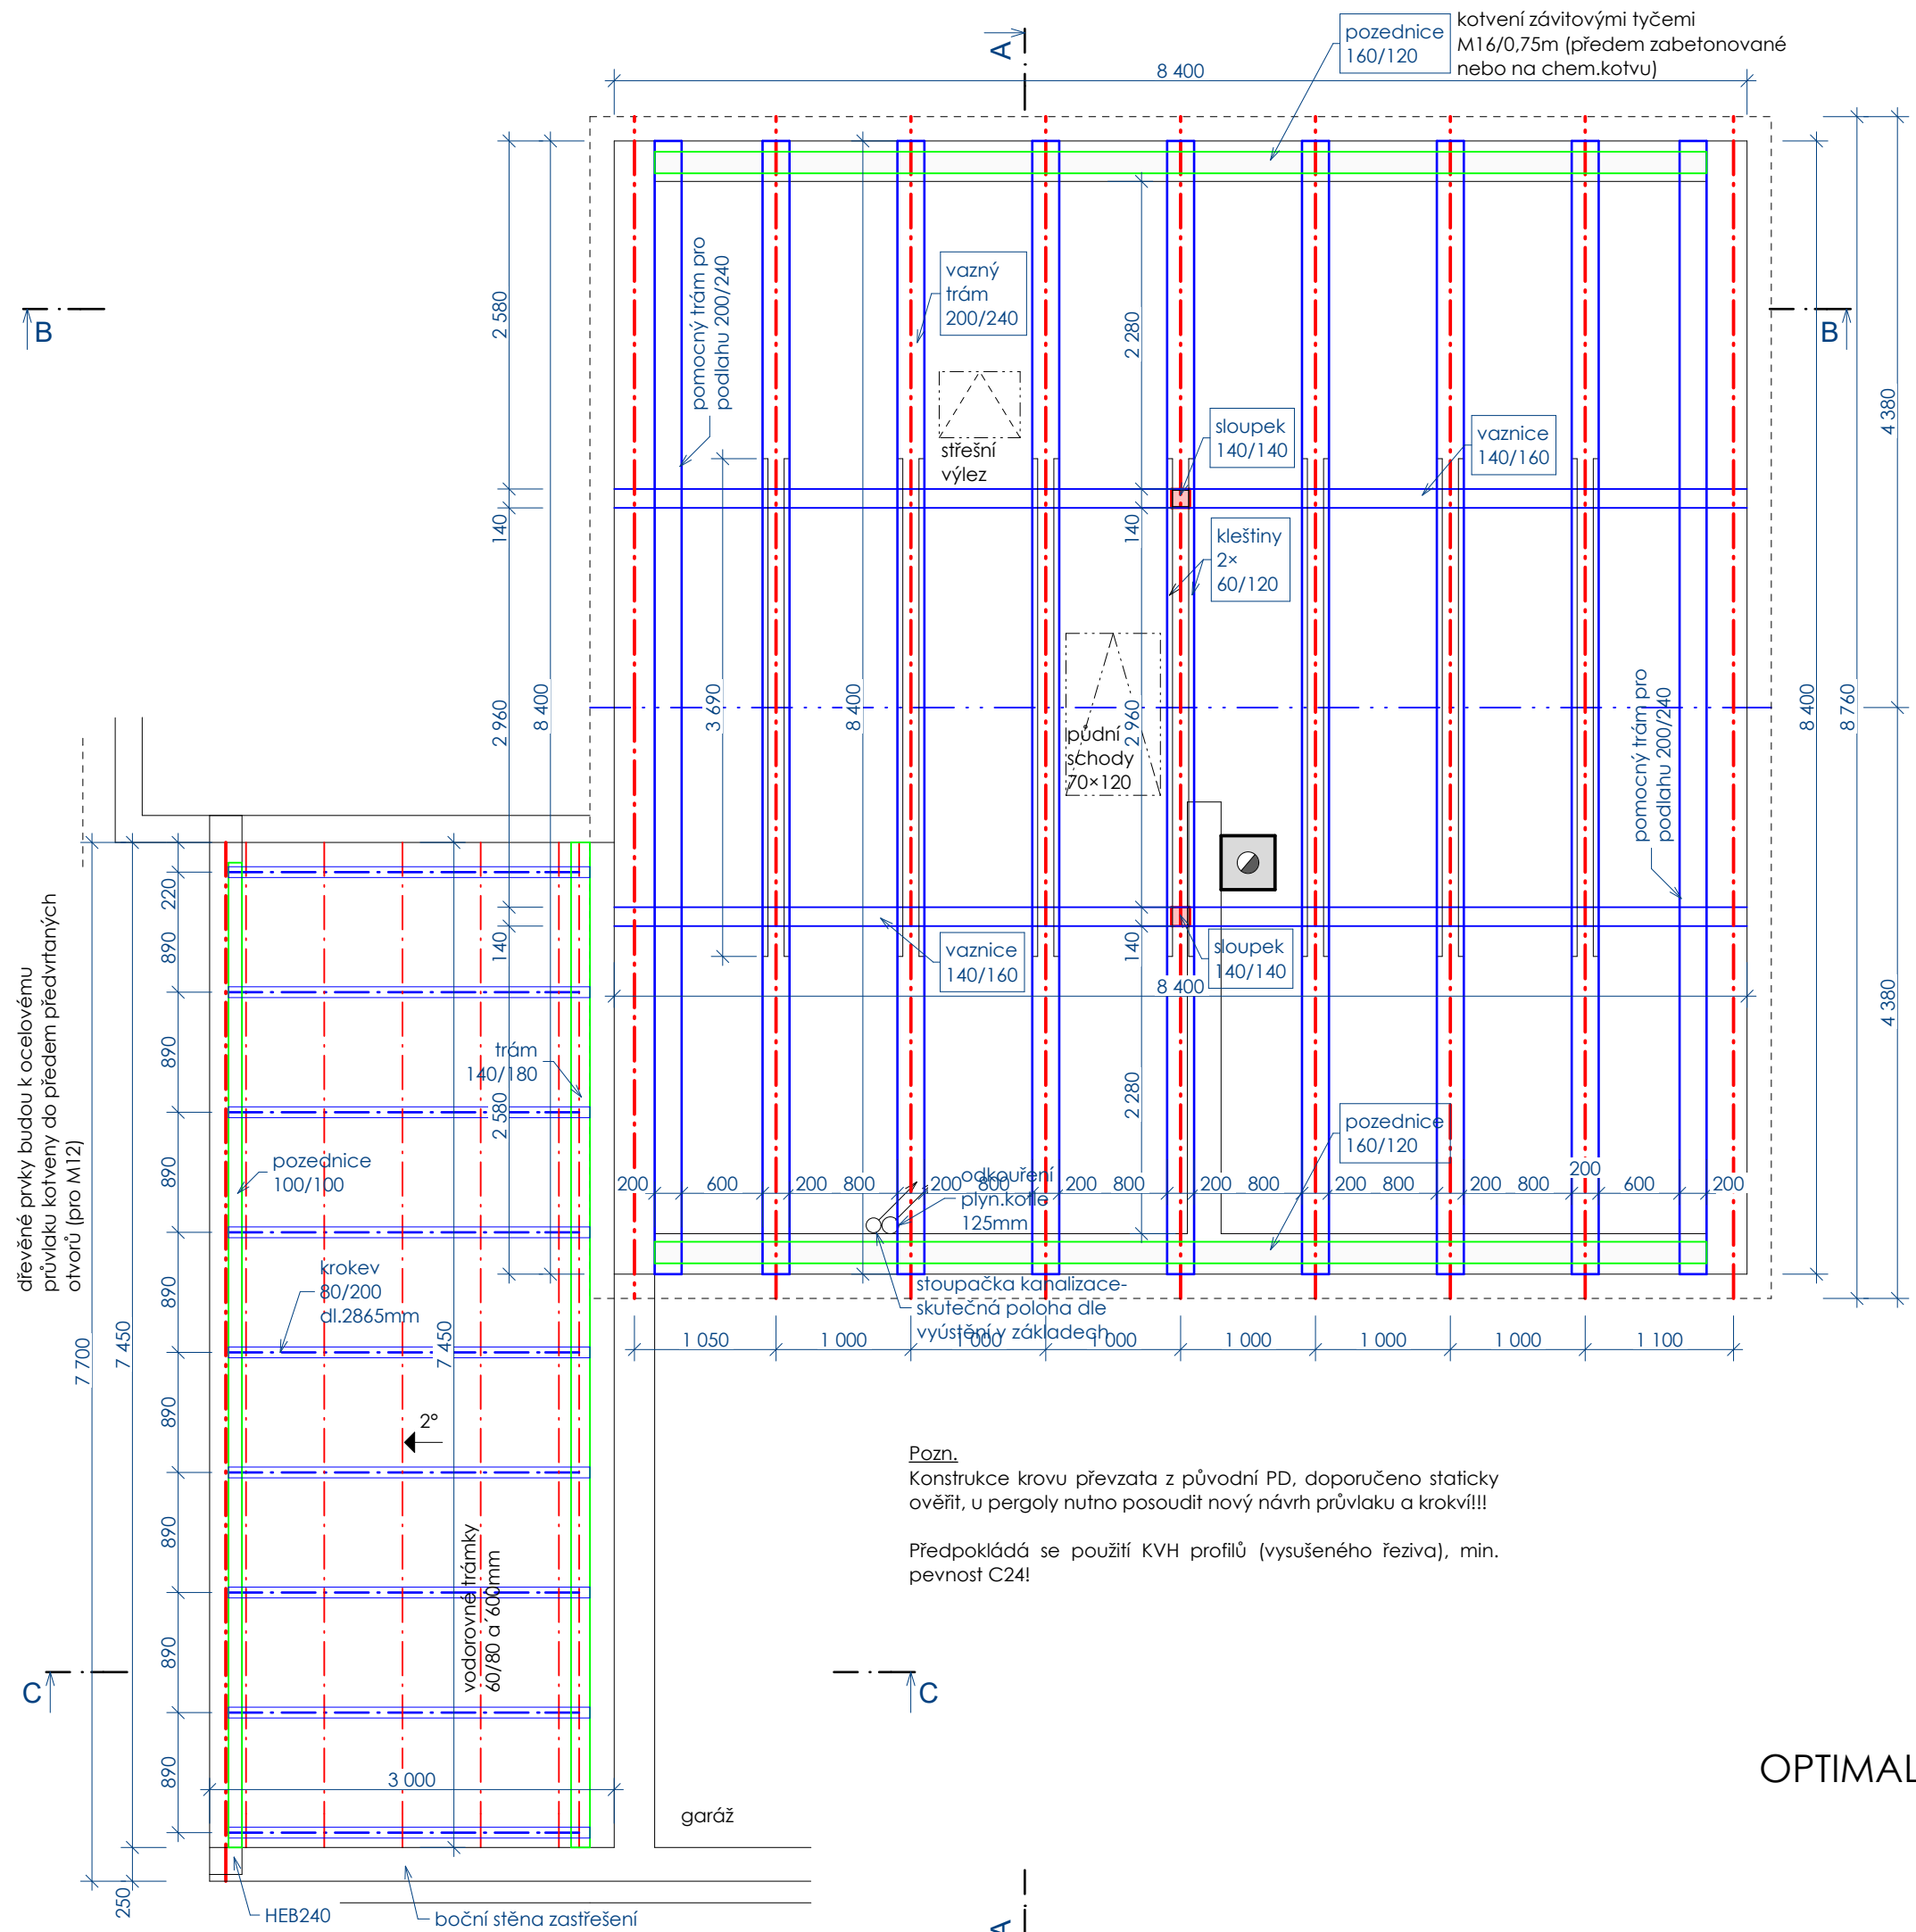 pozednice
160/120
kotvení závitovými tyčemi
M16/0,75m (předem zabetonované
nebo na chem.kotvu)
A
8 400
B
B
2 580
140
2 960
140
2 580
8 400
pomocný trám pro
podlahu 200/240
3 690
8 400
vazný
trám
200/240
střešní
výlez
2 280
140
2 960
140
2 280
sloupek
140/140
vaznice
140/160
kleštiny
2×
60/120
půdní
schody
70×120
pomocný trám pro
podlahu 200/240
8 400
8 760
4 380
4 380
vaznice
140/160
sloupek
140/140
8 400
pozednice
160/120
200
600
200
800
200
800
200
800
200
800
200
800
200
800
200
600
200
odkouření
plyn.kotle
125mm
stoupačka kanalizace-
skutečná poloha dle
vyústění v základech
1 050
1 000
1 000
1 000
1 000
1 000
1 000
1 100
dřevěné prvky budou k ocelovému
průvlaku kotveny do předem předvrtaných
otvorů (pro M12)
7 700
7 450
250
220
890
890
890
890
890
890
890
890
trám
140/180
pozednice
100/100
krokev
80/200
dl.2865mm
7 450
2°
vodorovné trámky
60/80 a´600mm
3 000
C
C
garáž
HEB240
boční stěna zastřešení
Pozn.
Konstrukce krovu převzata z původní PD, doporučeno staticky
ověřit, u pergoly nutno posoudit nový návrh průvlaku a krokví!!!
Předpokládá se použití KVH profilů (vysušeného řeziva), min.
pevnost C24!
OPTIMAL
A